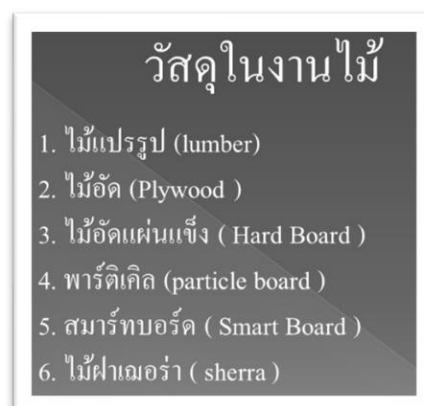 วัสดุในงานไม้
1. ไม้แปรรูป (lumber)
2. ไม้อัด (Plywood )
3. ไม้อัดแผ่นแข็ง ( Hard Board )
4. พาร์ติเคิล (particle board )
5. สมาร์ทบอร์ด ( Smart Board )
6. ไม้ฝาเฌอร่า ( sherra )